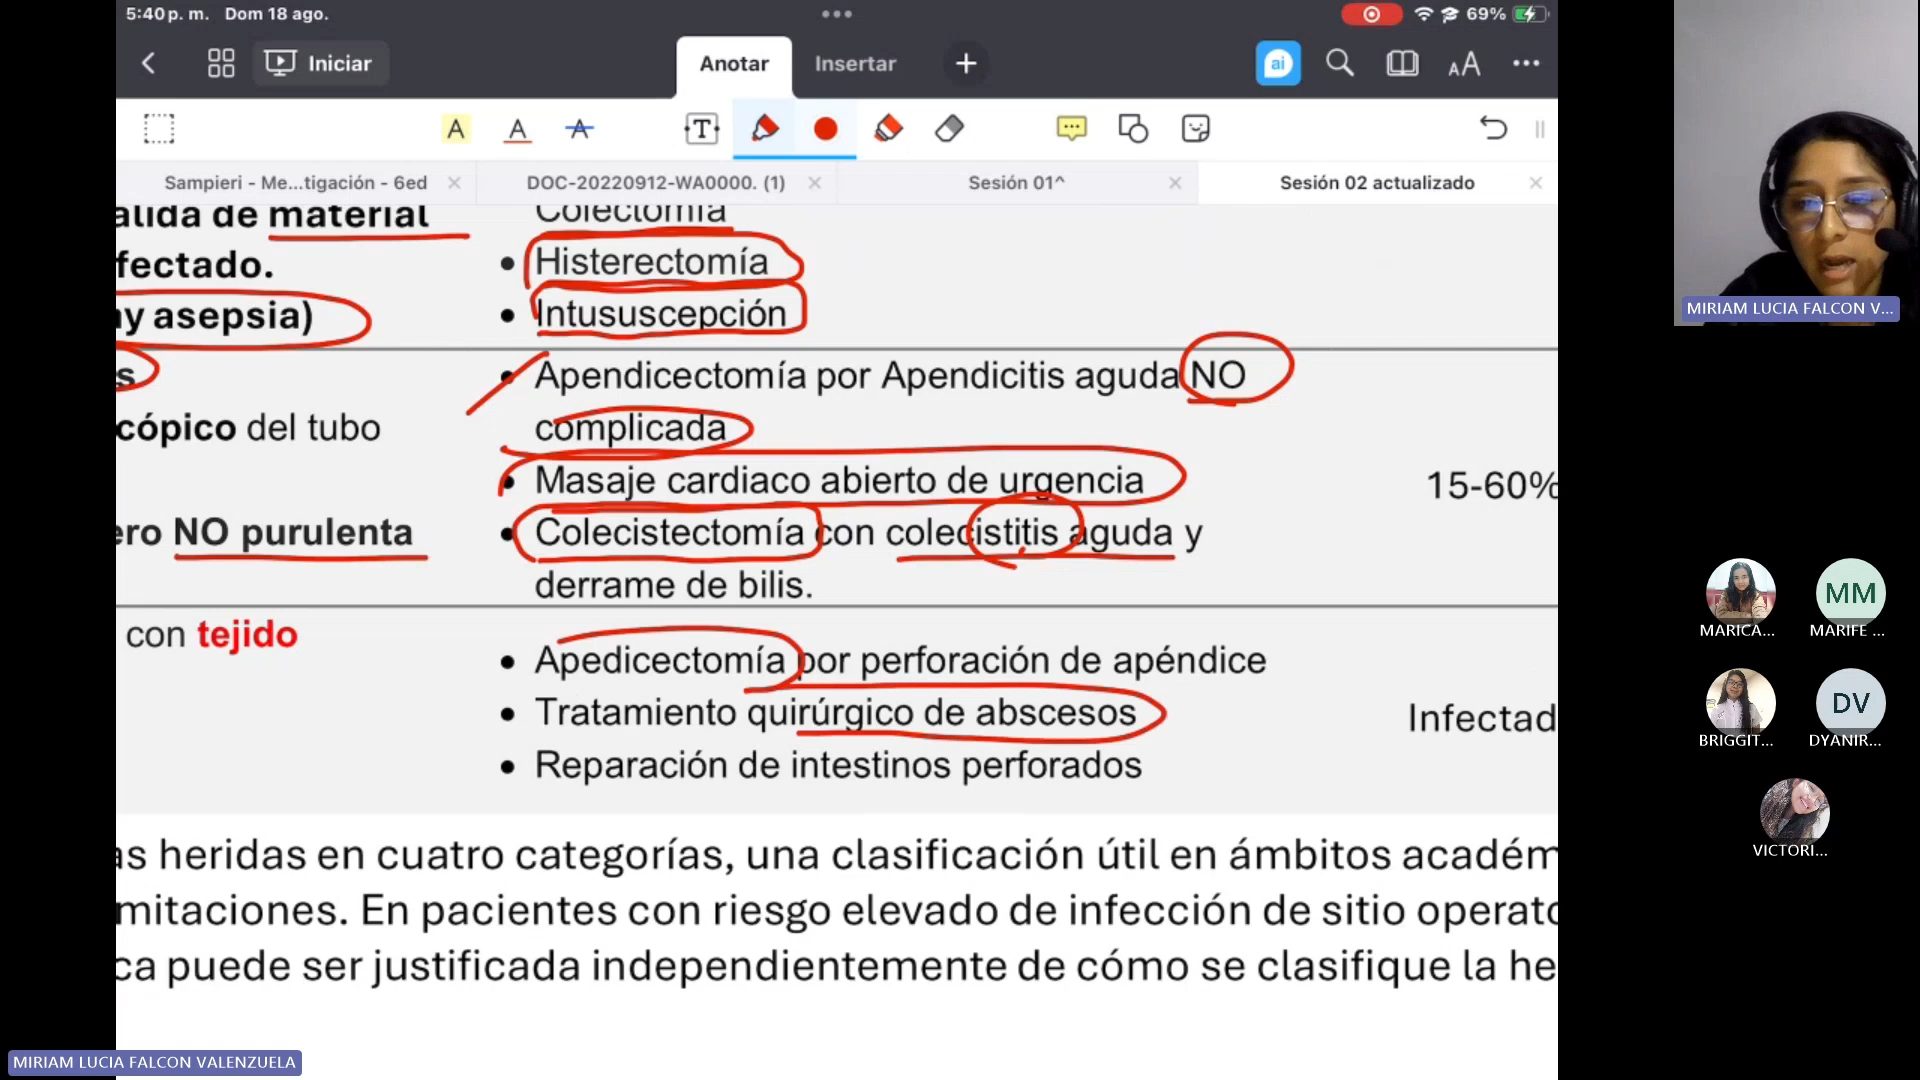 5:40 p. m. Dom 18 ago.
69%
Iniciar
Anotar
Insertar
ai
Sampieri - Me...tigación - 6ed
DOC-20220912-WA0000. (1)
Sesión 01^
Sesión 02 actualizado
alida de material
fectado.
ay asepsia)
s
cópico del tubo
ero NO purulenta
con tejido
Colectomía
• Histerectomía
• Intususcepción
• Apendicectomía por Apendicitis aguda NO
complicada
• Masaje cardiaco abierto de urgencia
• Colecistectomía con colecistitis aguda y
derrame de bilis.
15-60%
• Apedicectomía por perforación de apéndice
• Tratamiento quirúrgico de abscesos
• Reparación de intestinos perforados
Infectad
as heridas en cuatro categorías, una clasificación útil en ámbitos académ
mitaciones. En pacientes con riesgo elevado de infección de sitio operato
ca puede ser justificada independientemente de cómo se clasifique la he
MIRIAM LUCIA FALCON VALENZUELA
MIRIAM LUCIA FALCON V...
MARICA...
MM
MARIFE ...
BRIGGIT...
DV
DYANIR...
VICTORI...